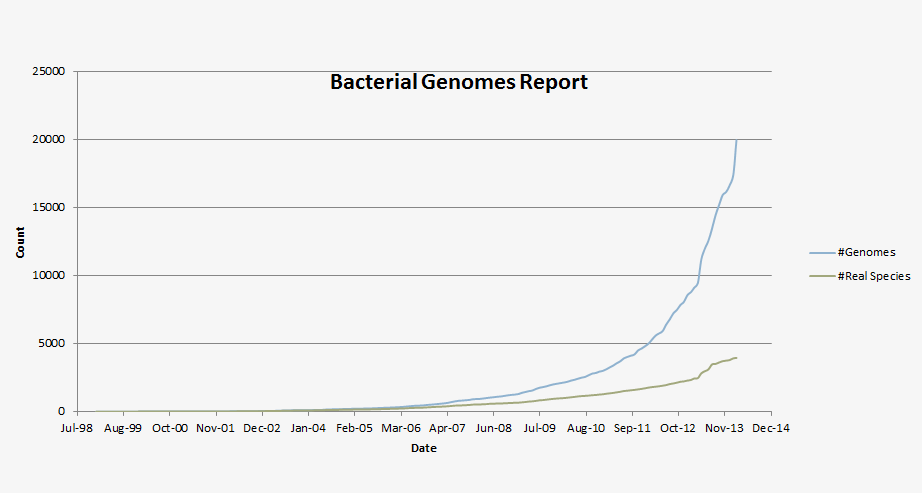 Bacterial Genomes Report
25000
20000
15000
10000
5000
0
Count
Jul-98 Aug-99 Oct-00 Nov-01 Dec-02 Jan-04 Feb-05 Mar-06 Apr-07 Jun-08 Jul-09 Aug-10 Sep-11 Oct-12 Nov-13 Dec-14
Date
#Genomes
#Real Species